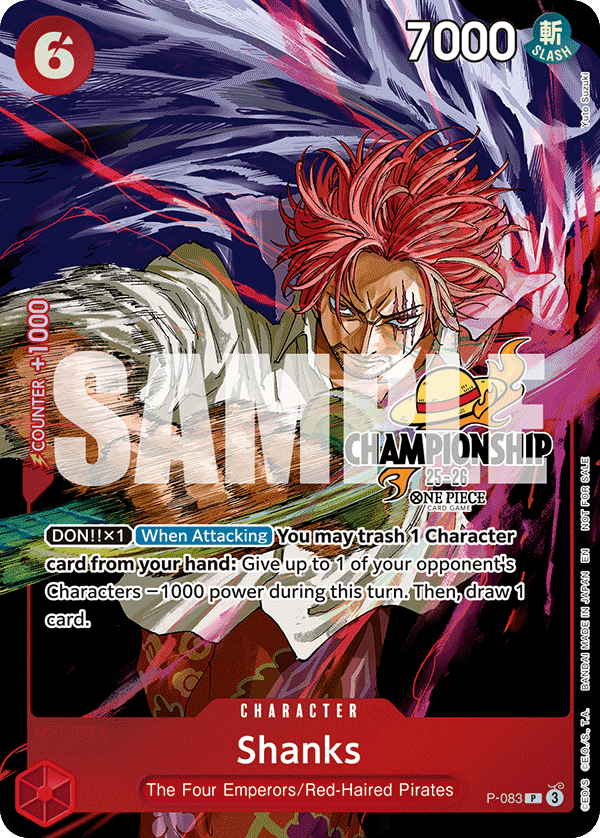 6
7000
斬
SLASH
Yuto Suzuki
COUNTER +1000
SAMPLE
CHAMPIONSHIP
25-26
ONE PIECE
CARD GAME
DON!!×1 When Attacking You may trash 1 Character
card from your hand: Give up to 1 of your opponent's
Characters −1000 power during this turn. Then, draw 1
card.
CHARACTER
Shanks
The Four Emperors/Red-Haired Pirates
P-083 P 3
©E.O./S., T.A. BANDAI MADE IN JAPAN EN NOT FOR SALE